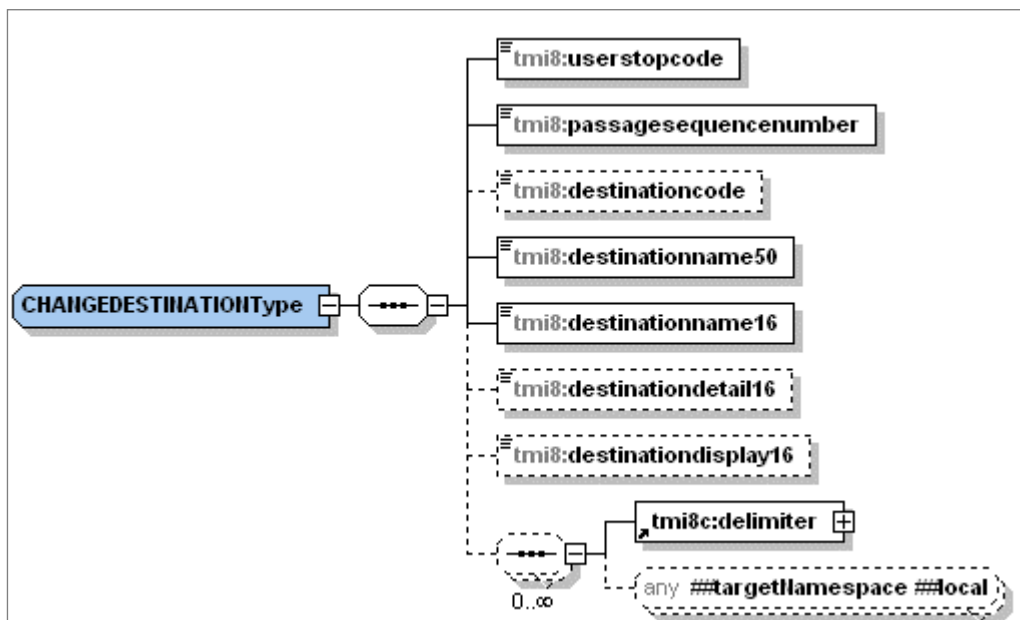 tmi8:userstopcode
tmi8:passagesequencenumber
tmi8:destinationcode
tmi8:destinationname50
CHANGEDESTINATIONType
tmi8:destinationname16
tmi8:destinationdetail16
tmi8:destinationdisplay16
tmi8c:delimiter
any ##targetNamespace ##local
0..∞